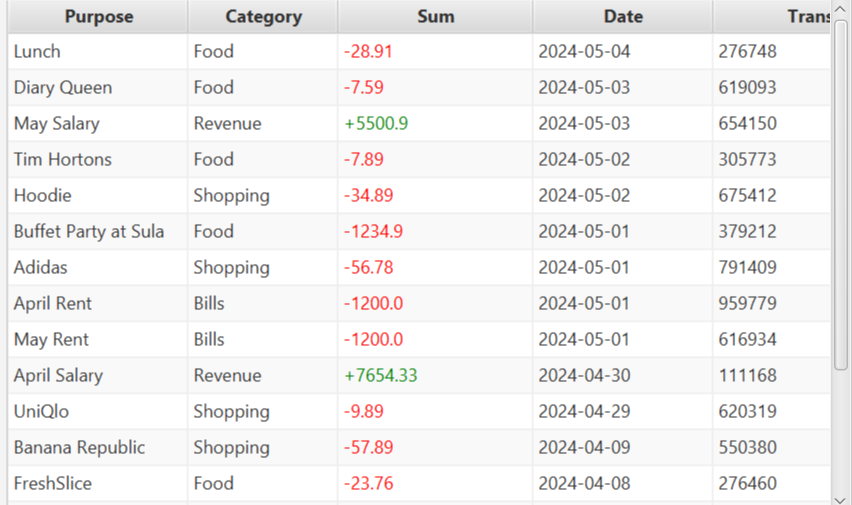 Purpose Category Sum Date Trans
Lunch Food -28.91 2024-05-04 276748
Diary Queen Food -7.59 2024-05-03 619093
May Salary Revenue +5500.9 2024-05-03 654150
Tim Hortons Food -7.89 2024-05-02 305773
Hoodie Shopping -34.89 2024-05-02 675412
Buffet Party at Sula Food -1234.9 2024-05-01 379212
Adidas Shopping -56.78 2024-05-01 791409
April Rent Bills -1200.0 2024-05-01 959779
May Rent Bills -1200.0 2024-05-01 616934
April Salary Revenue +7654.33 2024-04-30 111168
UniQlo Shopping -9.89 2024-04-29 620319
Banana Republic Shopping -57.89 2024-04-09 550380
FreshSlice Food -23.76 2024-04-08 276460